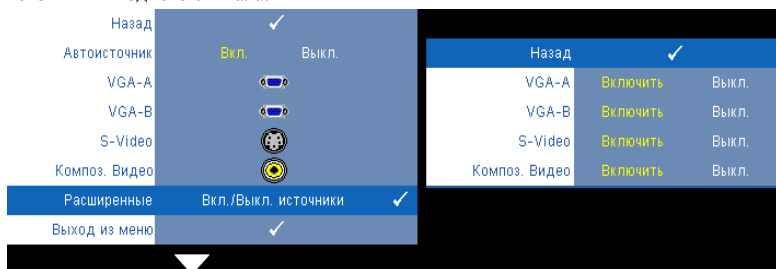 Назад
Автоисточник Вкл. Выкл.
VGA-A
VGA-B
S-Video
Композ. Видео
Расширенные Вкл./Выкл. источники
Выход из меню
Назад
VGA-A Включить Выкл.
VGA-B Включить Выкл.
S-Video Включить Выкл.
Композ. Видео Включить Выкл.